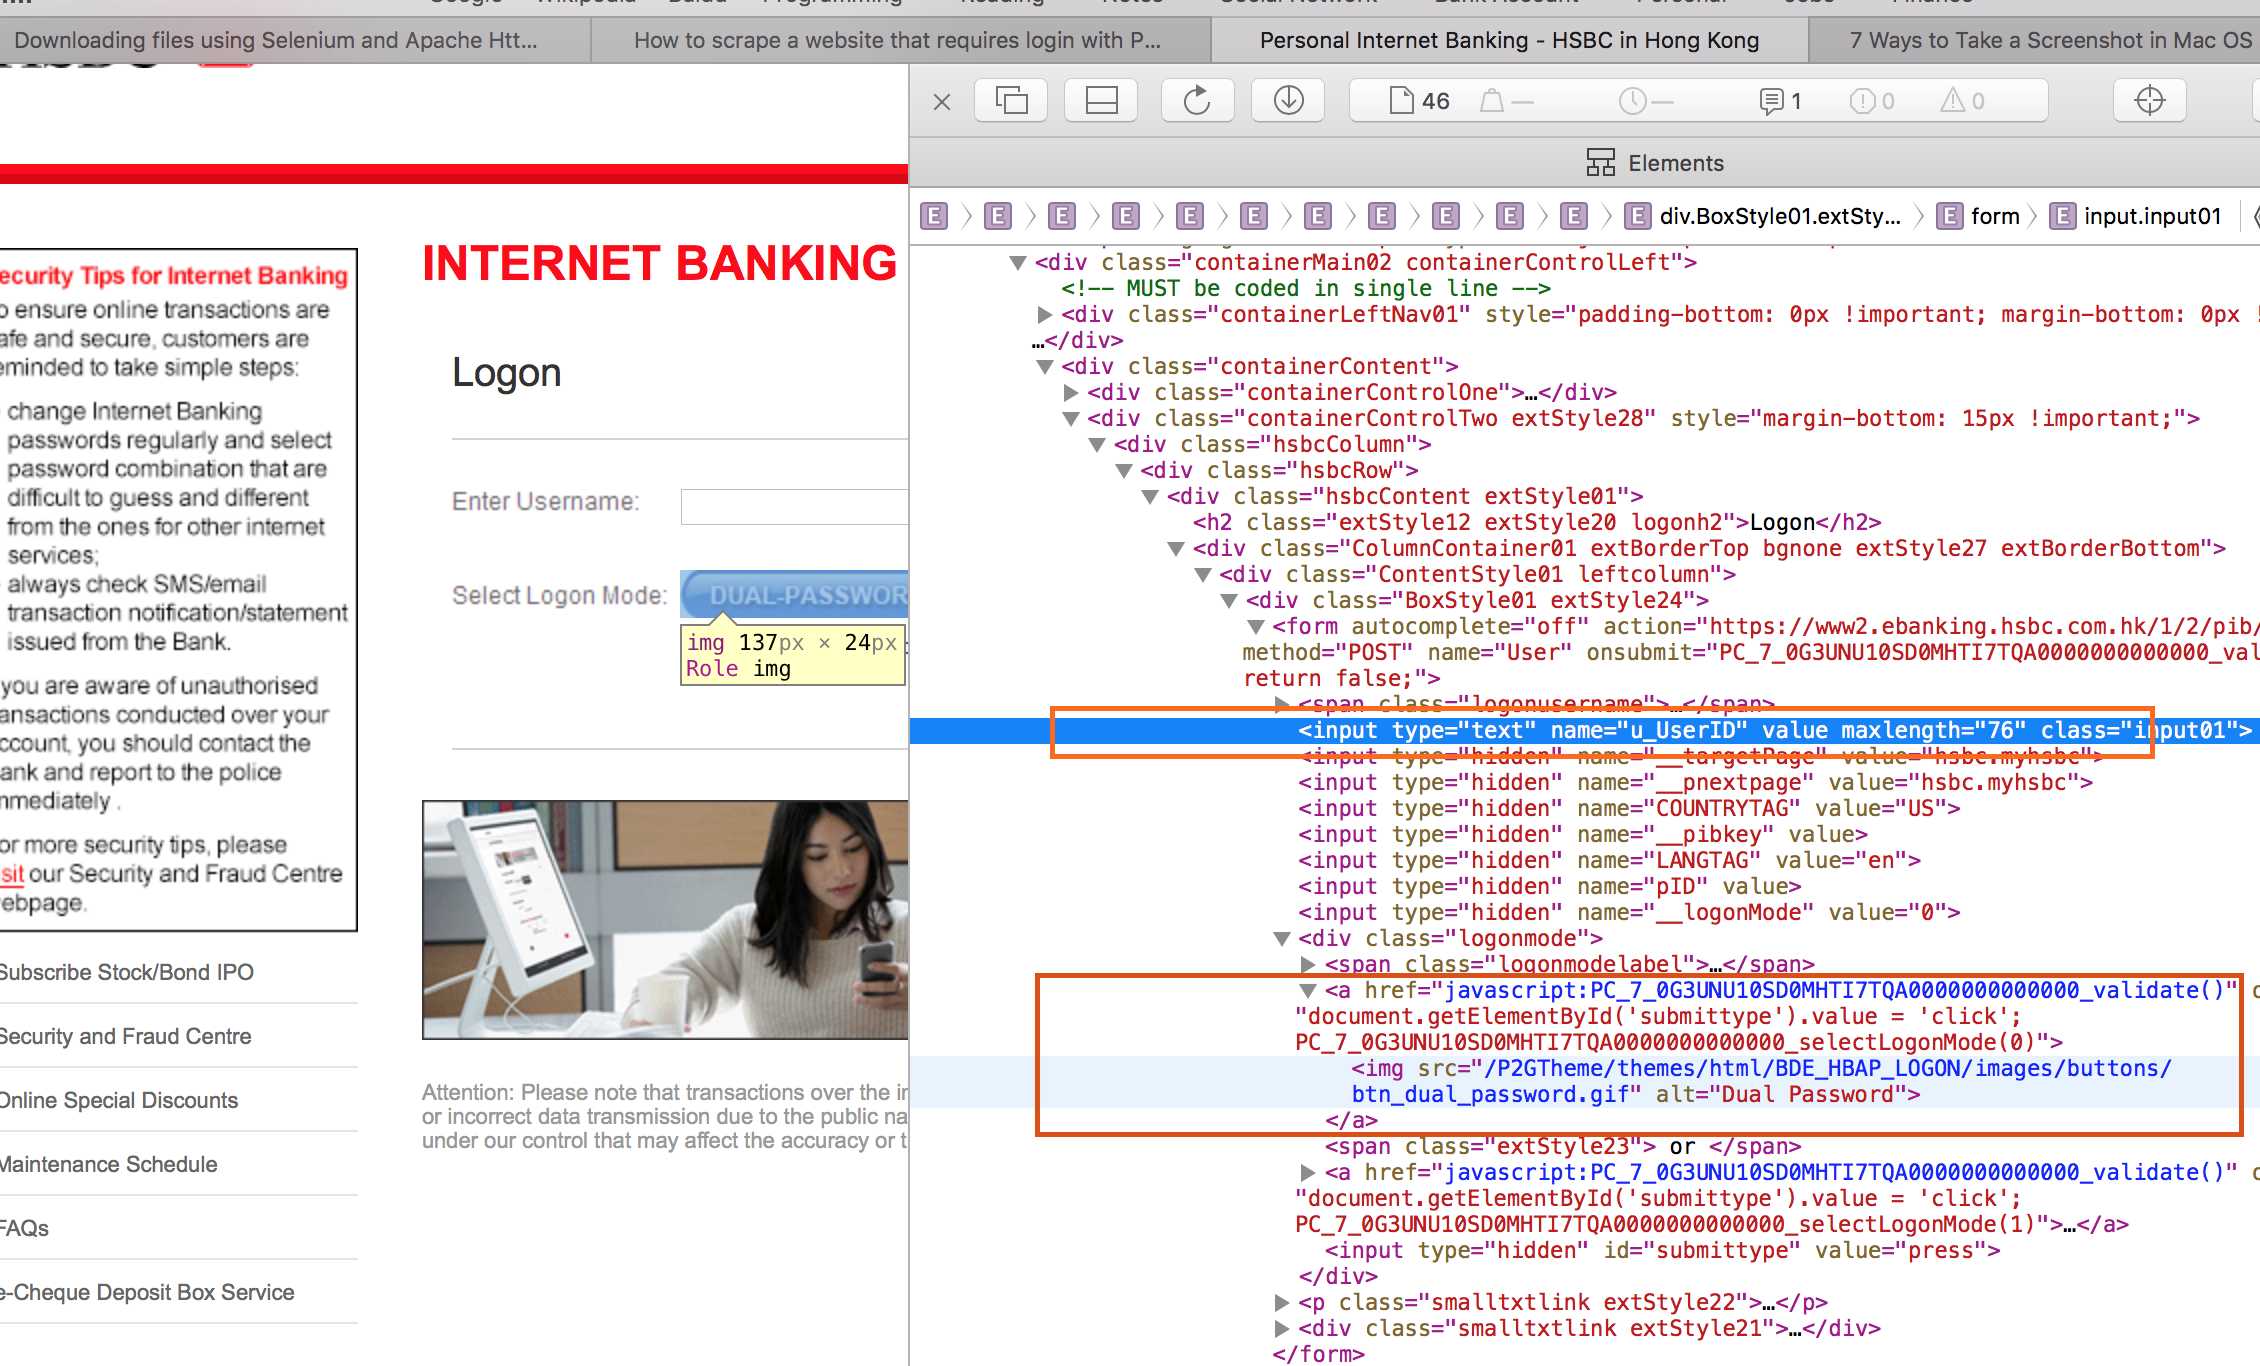 Downloading files using Selenium and Apache Htt...
How to scrape a website that requires login with P...
Personal Internet Banking - HSBC in Hong Kong
7 Ways to Take a Screenshot in Mac OS
46
1
0
0
Elements
E E E E E E E E E E E E div.BoxStyle01.extSty... E form E input.input01
ecurity Tips for Internet Banking
o ensure online transactions are
afe and secure, customers are
eminded to take simple steps:
change Internet Banking
passwords regularly and select
password combination that are
difficult to guess and different
from the ones for other internet
services;
always check SMS/email
transaction notification/statement
issued from the Bank.
you are aware of unauthorised
ansactions conducted over your
ccount, you should contact the
ank and report to the police
mmediately .
or more security tips, please
sit our Security and Fraud Centre
ebpage.
Subscribe Stock/Bond IPO
Security and Fraud Centre
Online Special Discounts
Maintenance Schedule
FAQs
e-Cheque Deposit Box Service
INTERNET BANKING
Logon
Enter Username:
Select Logon Mode:
DUAL-PASSWOR
img 137px × 24px
Role img
Attention: Please note that transactions over the in
or incorrect data transmission due to the public na
under our control that may affect the accuracy or t
<div class="containerMain02 containerControlLeft">
<!-- MUST be coded in single line -->
<div class="containerLeftNav01" style="padding-bottom: 0px !important; margin-bottom: 0px !
…</div>
<div class="containerContent">
<div class="containerControlOne">…</div>
<div class="containerControlTwo extStyle28" style="margin-bottom: 15px !important;">
<div class="hsbcColumn">
<div class="hsbcRow">
<div class="hsbcContent extStyle01">
<h2 class="extStyle12 extStyle20 logonh2">Logon</h2>
<div class="ColumnContainer01 extBorderTop bgnone extStyle27 extBorderBottom">
<div class="ContentStyle01 leftcolumn">
<div class="BoxStyle01 extStyle24">
<form autocomplete="off" action="https://www2.ebanking.hsbc.com.hk/1/2/pib/
method="POST" name="User" onsubmit="PC_7_0G3UNU10SD0MHTI7TQA0000000000000_val
return false;">
<span class="logonusername">…</span>
<input type="text" name="u_UserID" value maxlength="76" class="input01">
<input type="hidden" name="__targetPage" value="hsbc.myhsbc">
<input type="hidden" name="__pnextpage" value="hsbc.myhsbc">
<input type="hidden" name="COUNTRYTAG" value="US">
<input type="hidden" name="__pibkey" value>
<input type="hidden" name="LANGTAG" value="en">
<input type="hidden" name="pID" value>
<input type="hidden" name="__logonMode" value="0">
<div class="logonmode">
<span class="logonmodelabel">…</span>
<a href="javascript:PC_7_0G3UNU10SD0MHTI7TQA0000000000000_validate()"
"document.getElementById('submittype').value = 'click';
PC_7_0G3UNU10SD0MHTI7TQA0000000000000_selectLogonMode(0)">
<img src="/P2GTheme/themes/html/BDE_HBAP_LOGON/images/buttons/
btn_dual_password.gif" alt="Dual Password">
</a>
<span class="extStyle23"> or </span>
<a href="javascript:PC_7_0G3UNU10SD0MHTI7TQA0000000000000_validate()"
"document.getElementById('submittype').value = 'click';
PC_7_0G3UNU10SD0MHTI7TQA0000000000000_selectLogonMode(1)">…</a>
<input type="hidden" id="submittype" value="press">
</div>
<p class="smalltxtlink extStyle22">…</p>
<div class="smalltxtlink extStyle21">…</div>
</form>